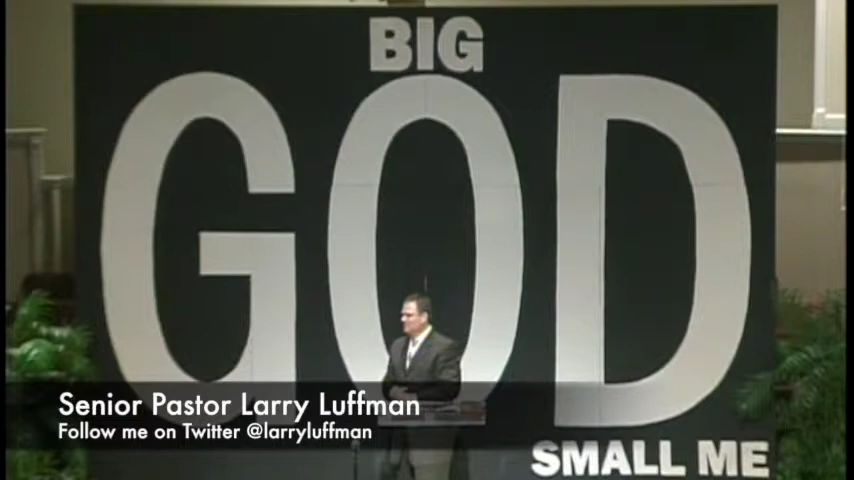 BIG
GOD
SMALL ME
Senior Pastor Larry Luffman
Follow me on Twitter @larryluffman